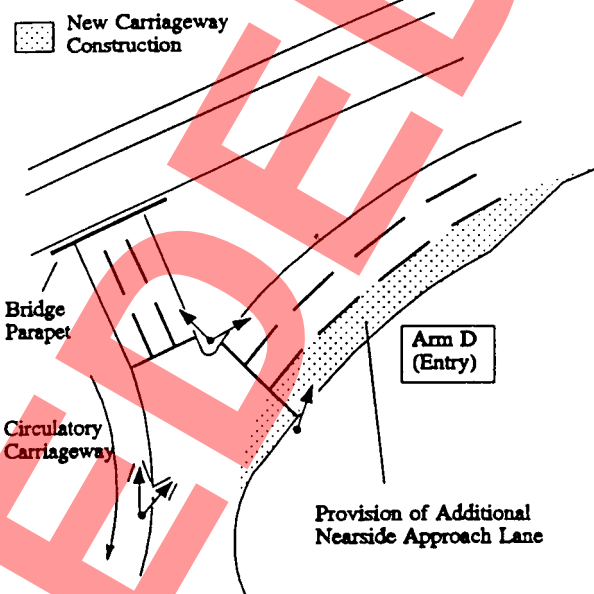 New Carriageway
Construction
Bridge
Parapet
Arm D
(Entry)
Circulatory
Carriageway
Provision of Additional
Nearside Approach Lane